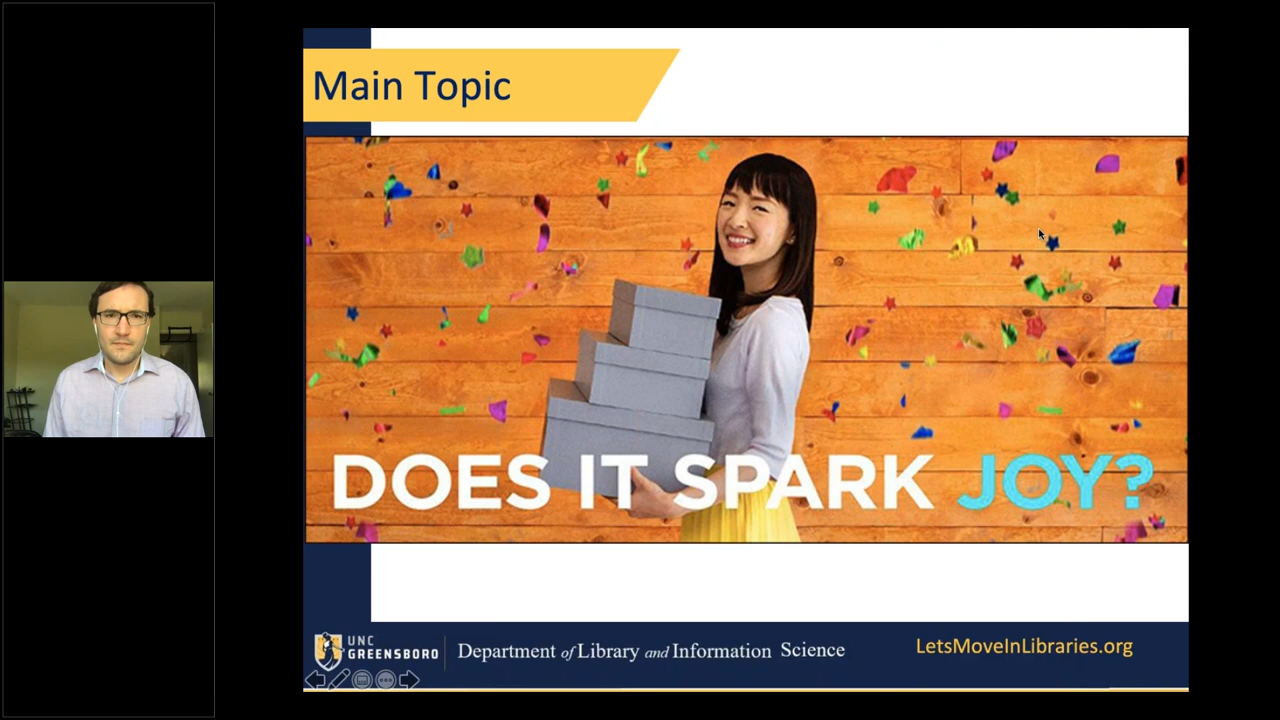 Main Topic
DOES IT SPARK JOY?
UNC
GREENSBORO
Department of Library and Information Science
LetsMoveInLibraries.org